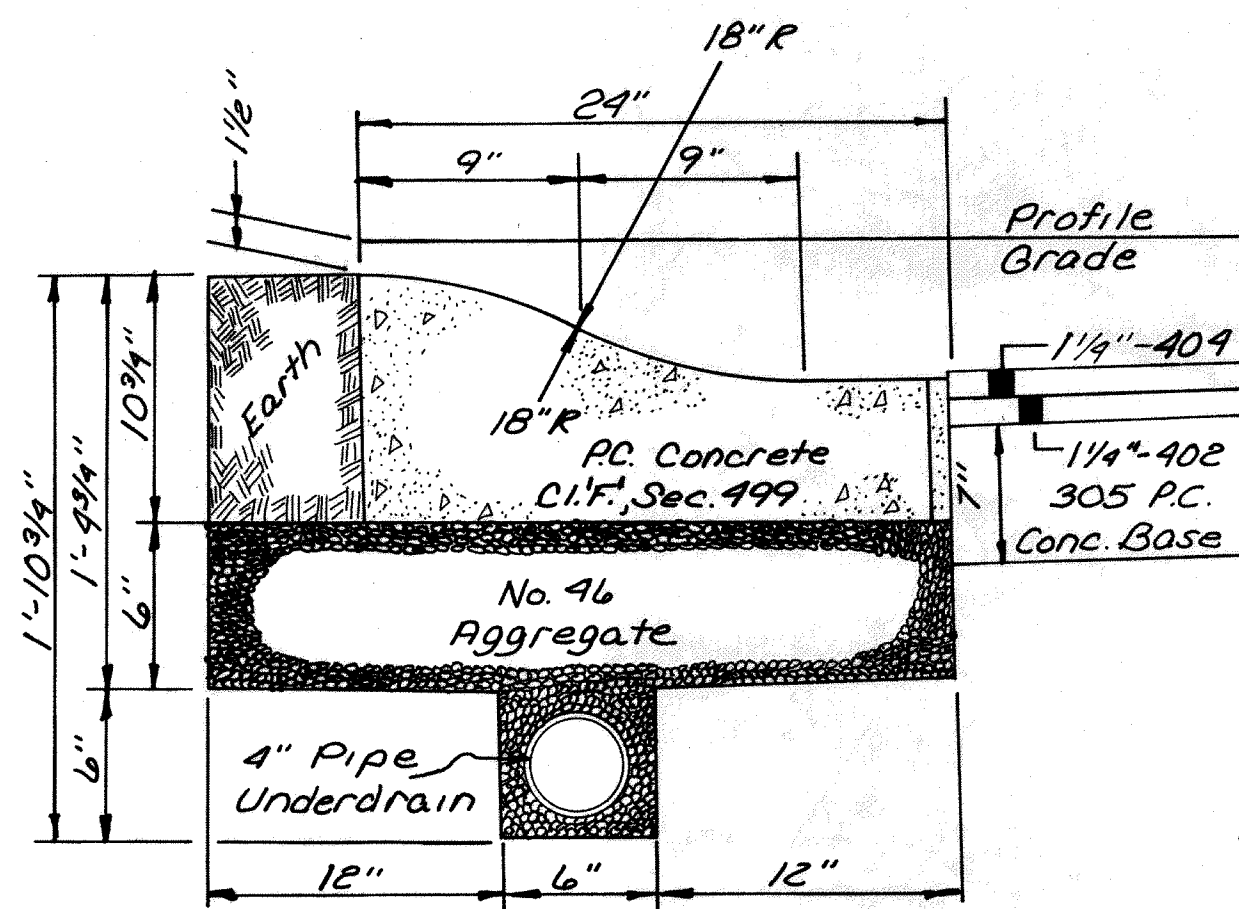 18" R
1½"
24"
9"
9"
Profile
Grade
10¾"
1'-4¾"
1'-10¾"
Earth
18" R
P.C. Concrete
Cl.'F', Sec. 499
1¼"-404
1¼"-402
305 P.C.
Conc. Base
7"
6"
No. 46
Aggregate
6"
4" Pipe
Underdrain
12"
6"
12"